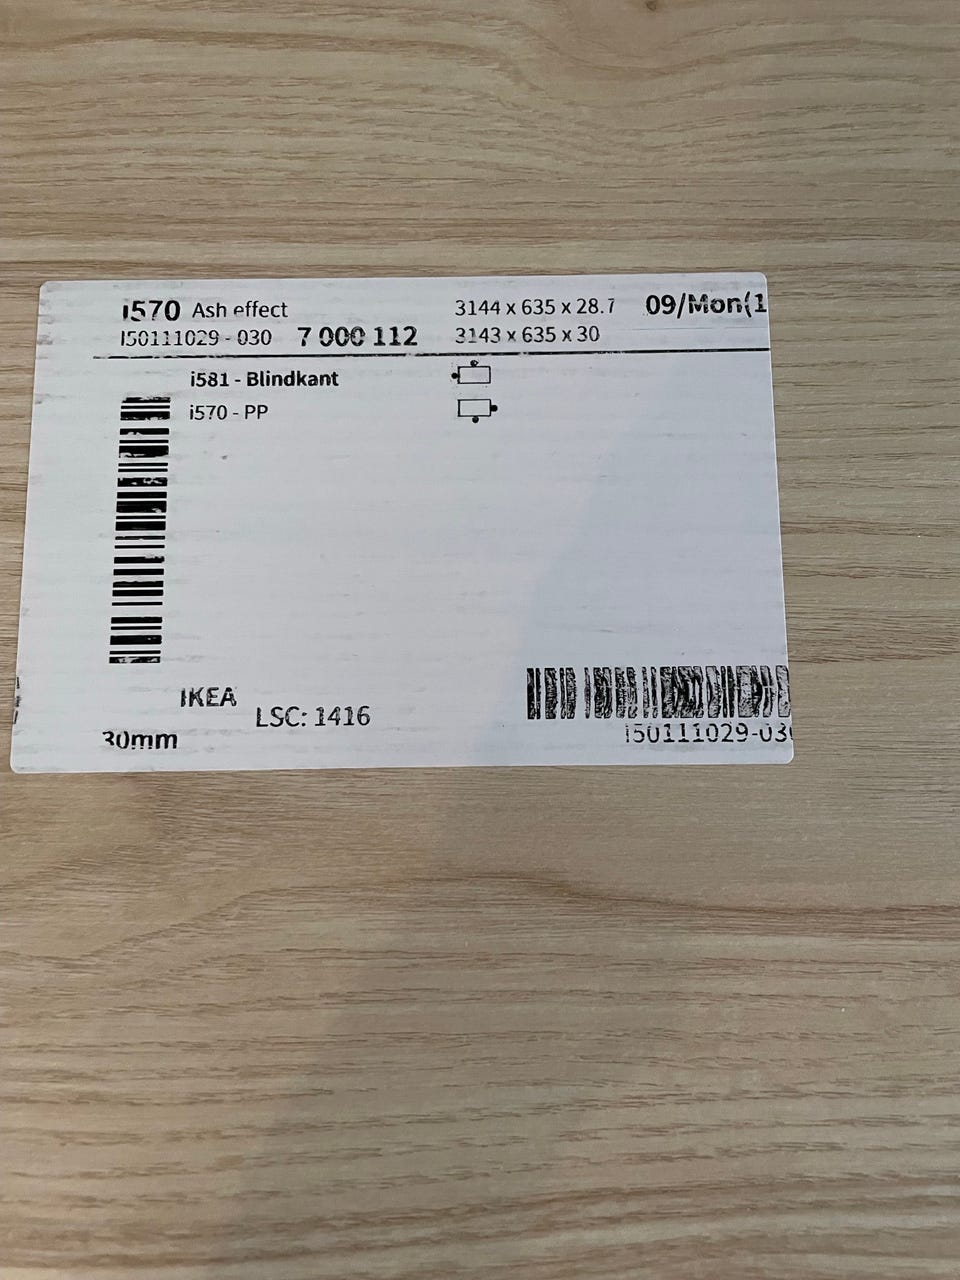 i570 Ash effect 3144 x 635 x 28.7 09/Mon(1
I50111029 - 030 7 000 112 3143 x 635 x 30
i581 - Blindkant
i570 - PP
IKEA
LSC: 1416
30mm
I50111029-030